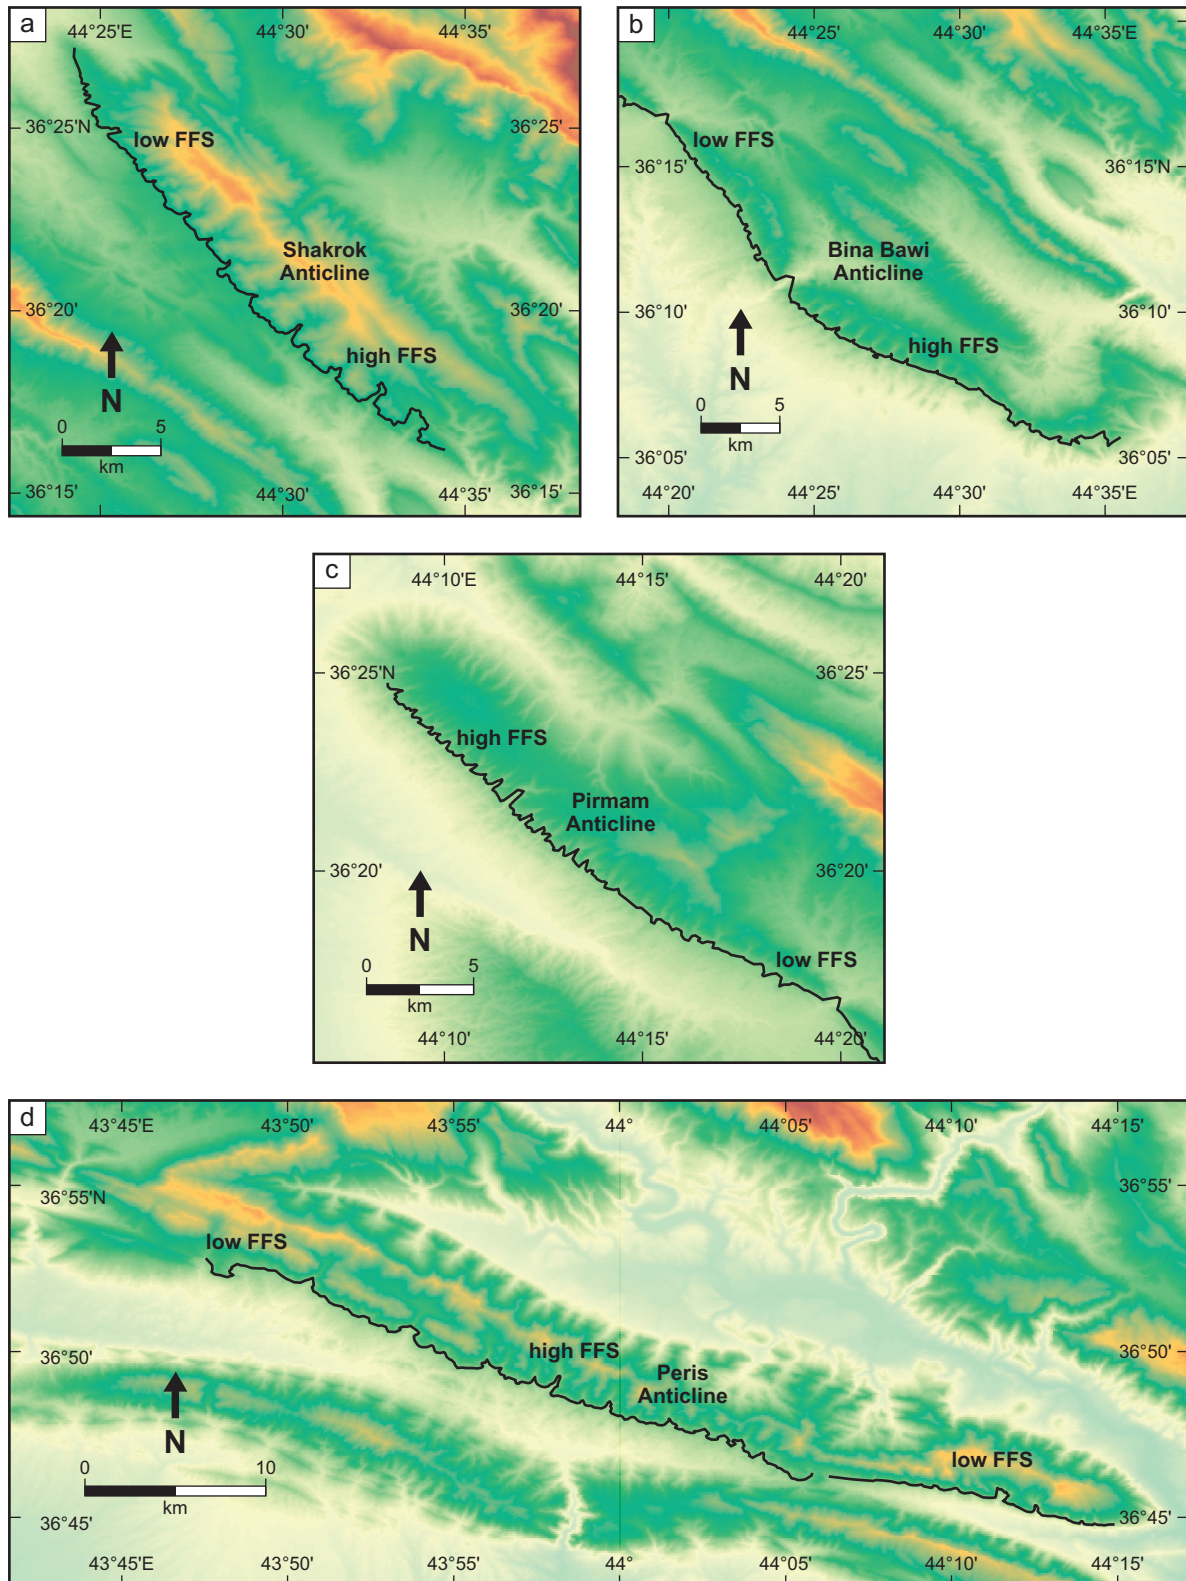 a
44°25'E 44°30' 44°35'
36°25'N 36°25'
low FFS
Shakrok
Anticline
36°20' 36°20'
high FFS
N
0 5
km
36°15' 44°30' 36°15'
44°35'
b
44°25' 44°30' 44°35'E
low FFS
36°15' 36°15'N
Bina Bawi
Anticline
36°10' 36°10'
high FFS
N
0 5
km
36°05' 36°05'
44°20' 44°25' 44°30' 44°35'E
c
44°10'E 44°15' 44°20'
36°25'N 36°25'
high FFS
Pirmam
Anticline
36°20' 36°20'
N
low FFS
0 5
km
44°10' 44°15' 44°20'
d
43°45'E 43°50' 43°55' 44° 44°05' 44°10' 44°15'
36°55'N 36°55'
low FFS
36°50' high FFS 36°50'
Peris
Anticline
N
low FFS
0 10
km
36°45' 36°45'
43°45'E 43°50' 43°55' 44° 44°05' 44°10' 44°15'